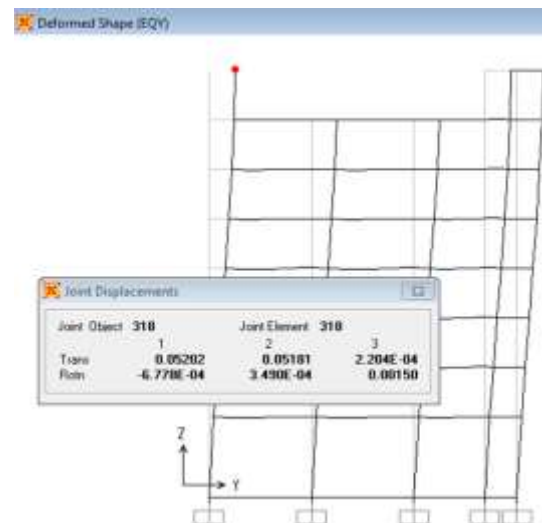 Deformed Shape (EQY)
Joint Displacements
Joint Object 318 Joint Element 318
1 2 3
Trans 0.05202 0.05181 2.204E-04
Rotn -6.778E-04 3.490E-04 0.00150
Z
Y